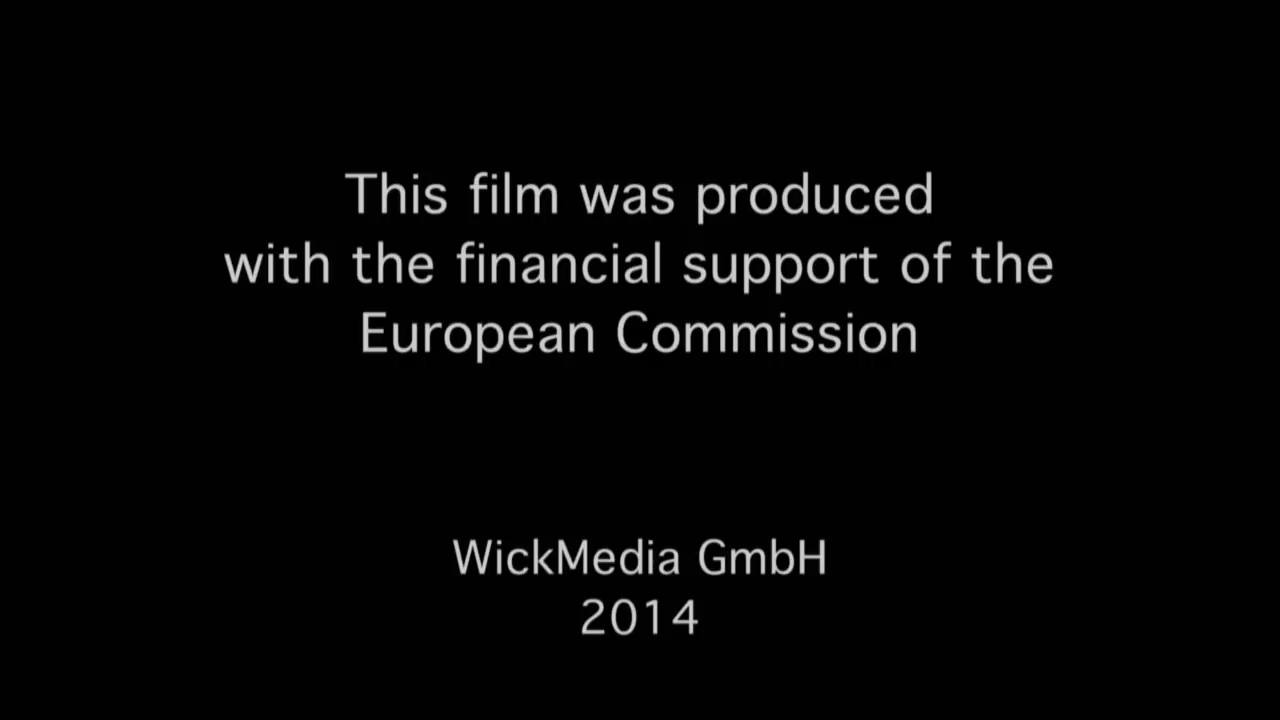 This film was produced
with the financial support of the
European Commission
WickMedia GmbH
2014